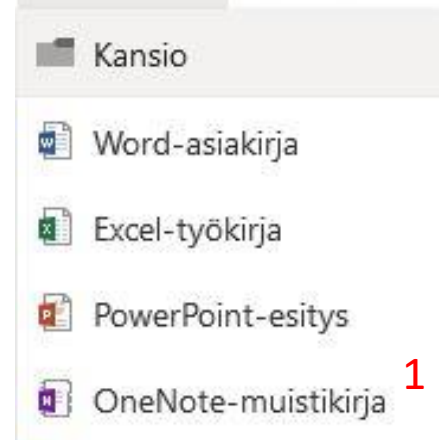 Kansio
Word-asiakirja
Excel-työkirja
PowerPoint-esitys
OneNote-muistikirja 1